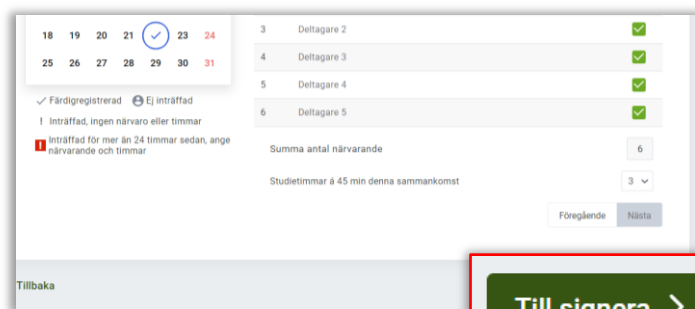 18 19 20 21 23 24
25 26 27 28 29 30 31
Färdigregistrerad Ej inträffad
! Inträffad, ingen närvaro eller timmar
! Inträffad för mer än 24 timmar sedan, ange
närvarande och timmar
3 Deltagare 2
4 Deltagare 3
5 Deltagare 4
6 Deltagare 5
Summa antal närvarande 6
Studietimmar á 45 min denna sammankomst 3
Föregående Nästa
Tillbaka
Till signera